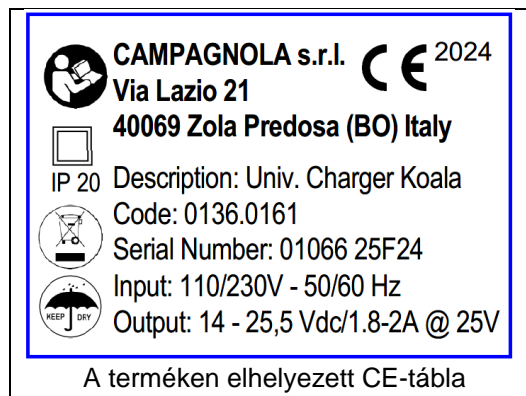 CAMPAGNOLA s.r.l. CE 2024
Via Lazio 21
40069 Zola Predosa (BO) Italy
IP 20
Description: Univ. Charger Koala
Code: 0136.0161
Serial Number: 01066 25F24
Input: 110/230V - 50/60 Hz
KEEP DRY
Output: 14 - 25,5 Vdc/1.8-2A @ 25V
A terméken elhelyezett CE-tábla